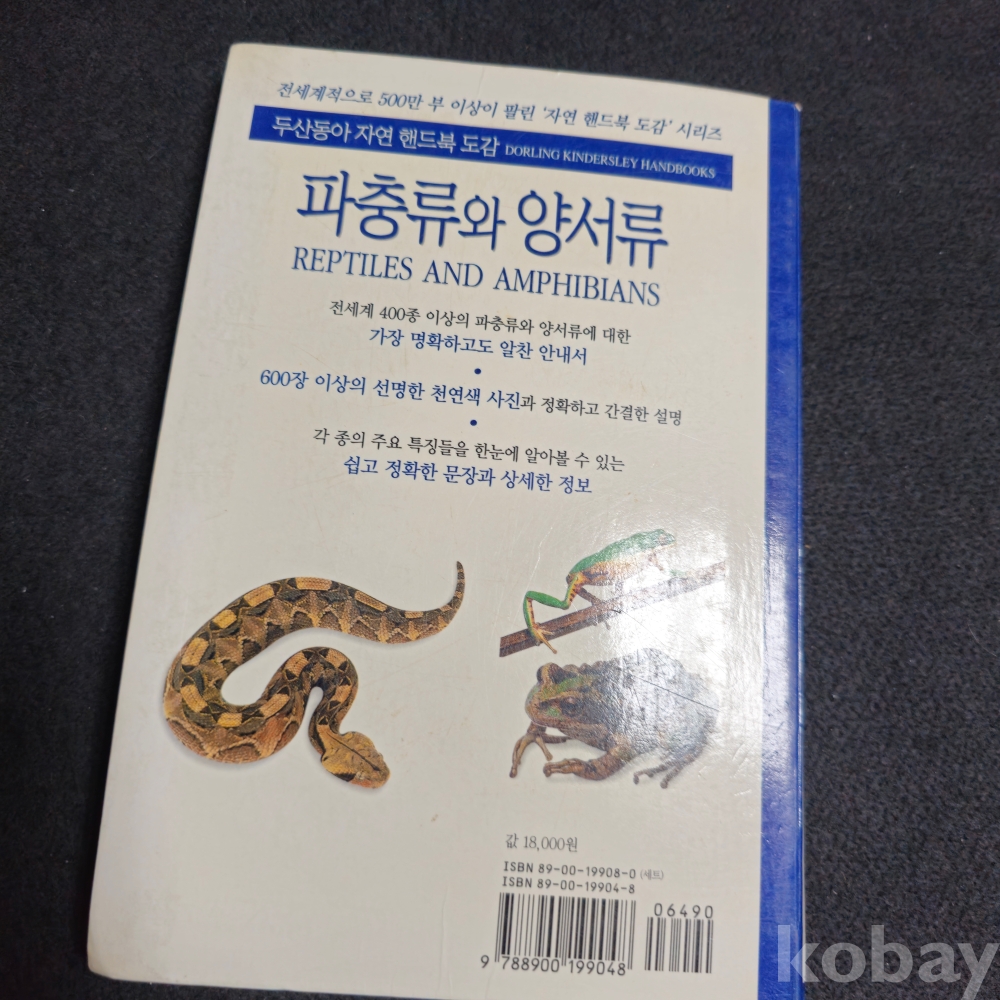 전세계적으로 500만 부 이상이 팔린 '자연 핸드북 도감' 시리즈
두산동아 자연 핸드북 도감 DORLING KINDERSLEY HANDBOOKS
파충류와 양서류
REPTILES AND AMPHIBIANS
전세계 400종 이상의 파충류와 양서류에 대한
가장 명확하고도 알찬 안내서
•
600장 이상의 선명한 천연색 사진과 정확하고 간결한 설명
•
각 종의 주요 특징들을 한눈에 알아볼 수 있는
쉽고 정확한 문장과 상세한 정보
값 18,000원
ISBN 89-00-19908-0 (세트)
ISBN 89-00-19904-8
06490
9 788900 199048
kobay